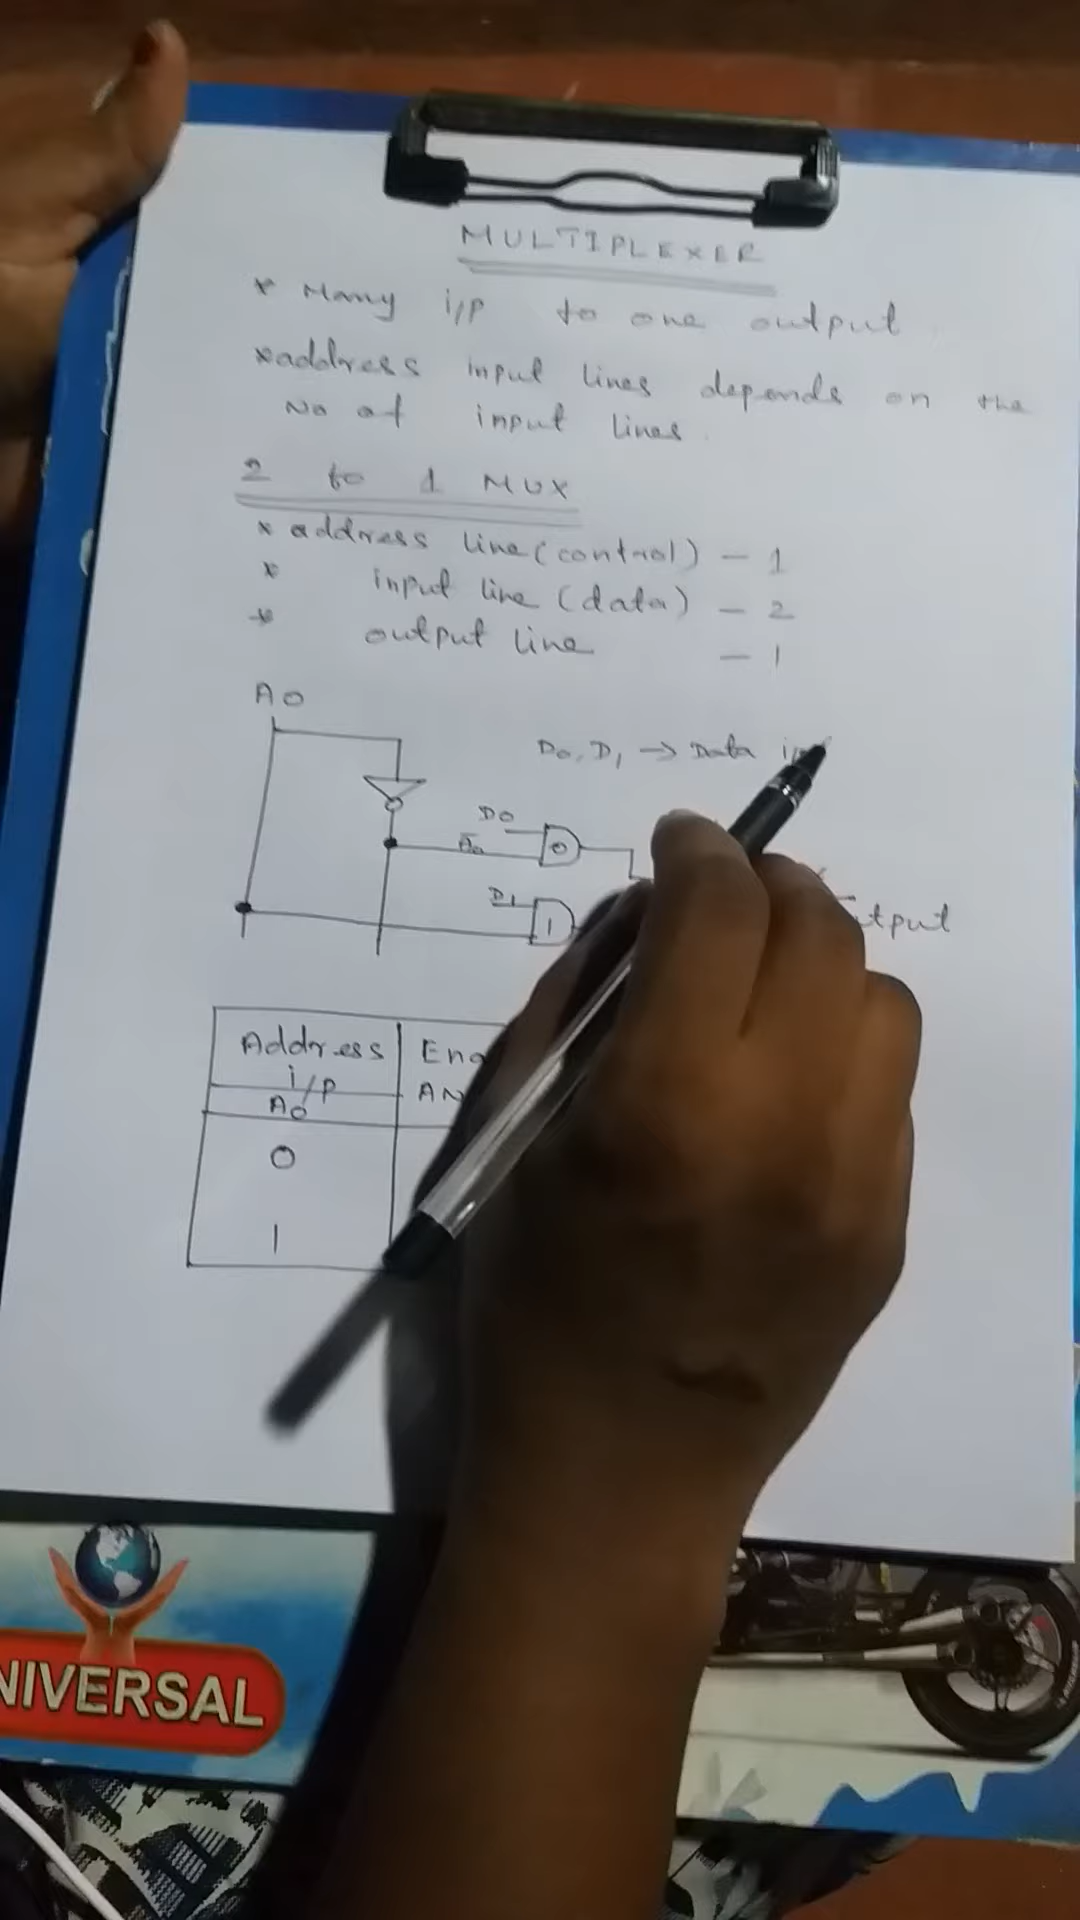 MULTIPLEXER
* Many i/p to one output
* address input lines depends on the
No of input lines.
2 to 1 MUX
* address line (control) - 1
* input line (data) - 2
* output line - 1
A0
D0, D1 → Data
D0
A̅0
0
D1
1
Address
i/p
A0
0
1
NIVERSAL